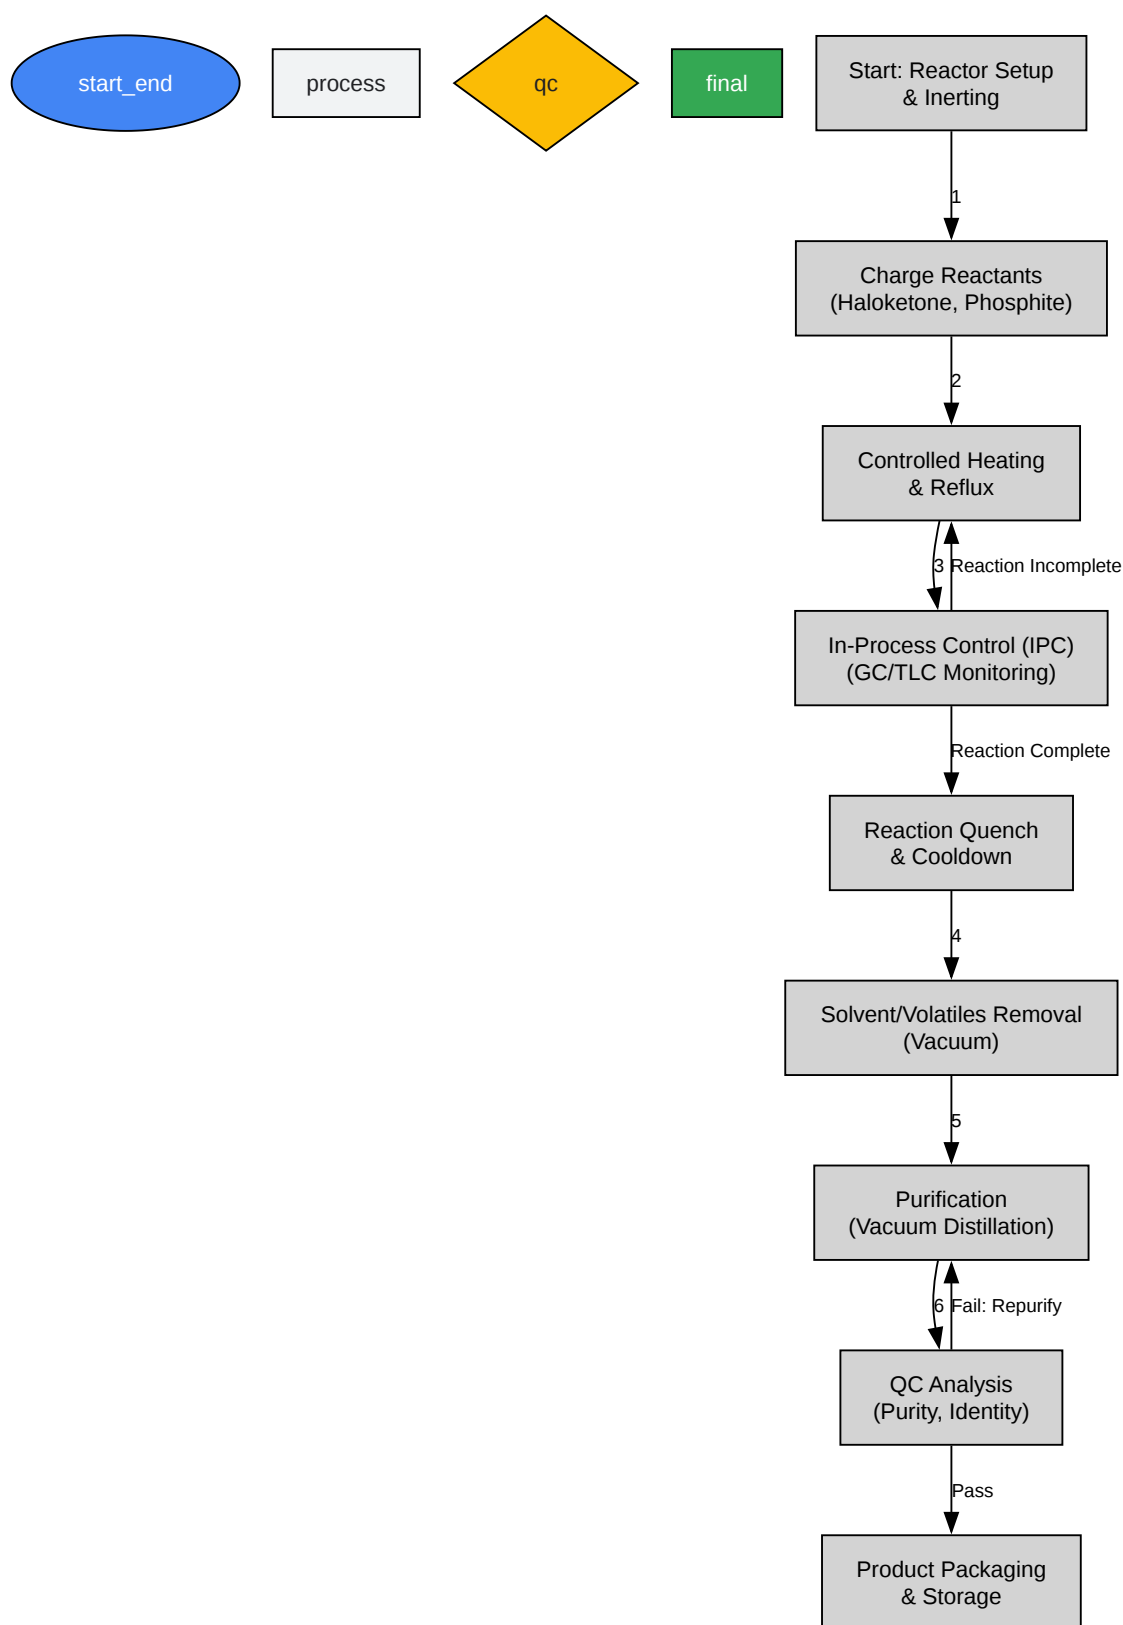 start_end
process
qc
final
Start: Reactor Setup
& Inerting
1
Charge Reactants
(Haloketone, Phosphite)
2
Controlled Heating
& Reflux
3
Reaction Incomplete
In-Process Control (IPC)
(GC/TLC Monitoring)
Reaction Complete
Reaction Quench
& Cooldown
4
Solvent/Volatiles Removal
(Vacuum)
5
Purification
(Vacuum Distillation)
6
Fail: Repurify
QC Analysis
(Purity, Identity)
Pass
Product Packaging
& Storage